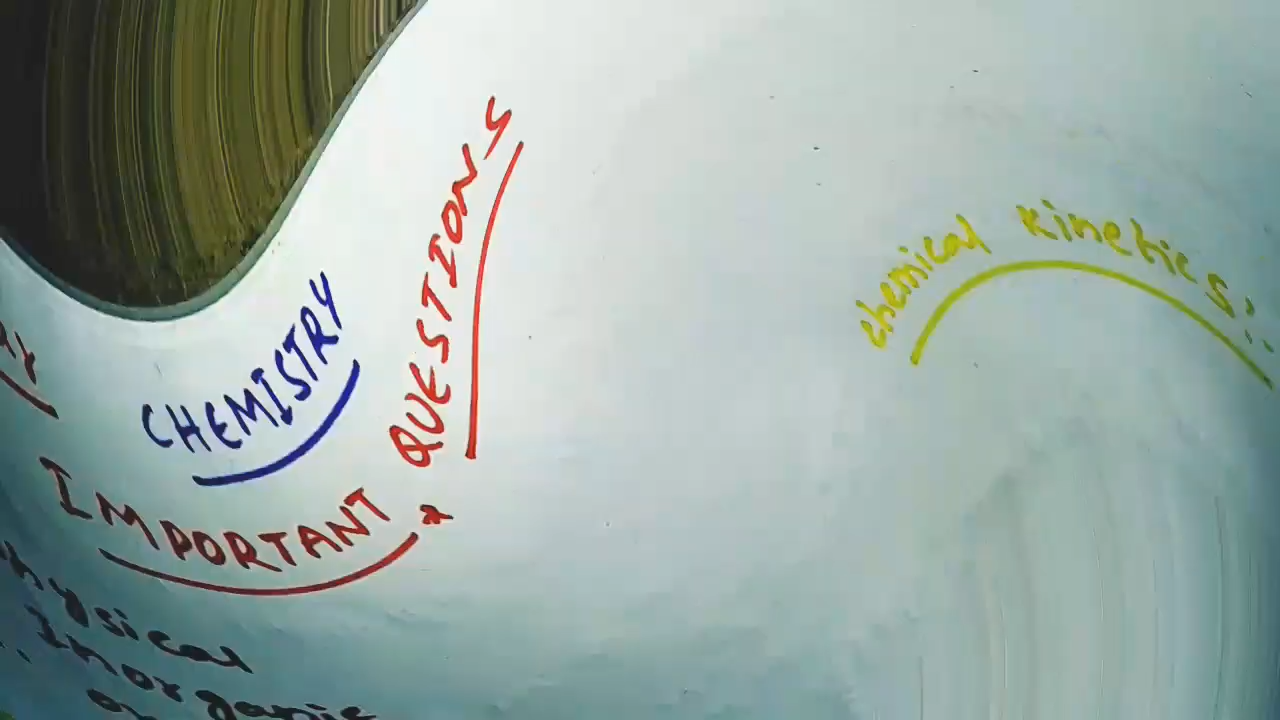 CHEMISTRY
IMPORTANT QUESTIONS
chemical kinetics:
physical
Inorganic